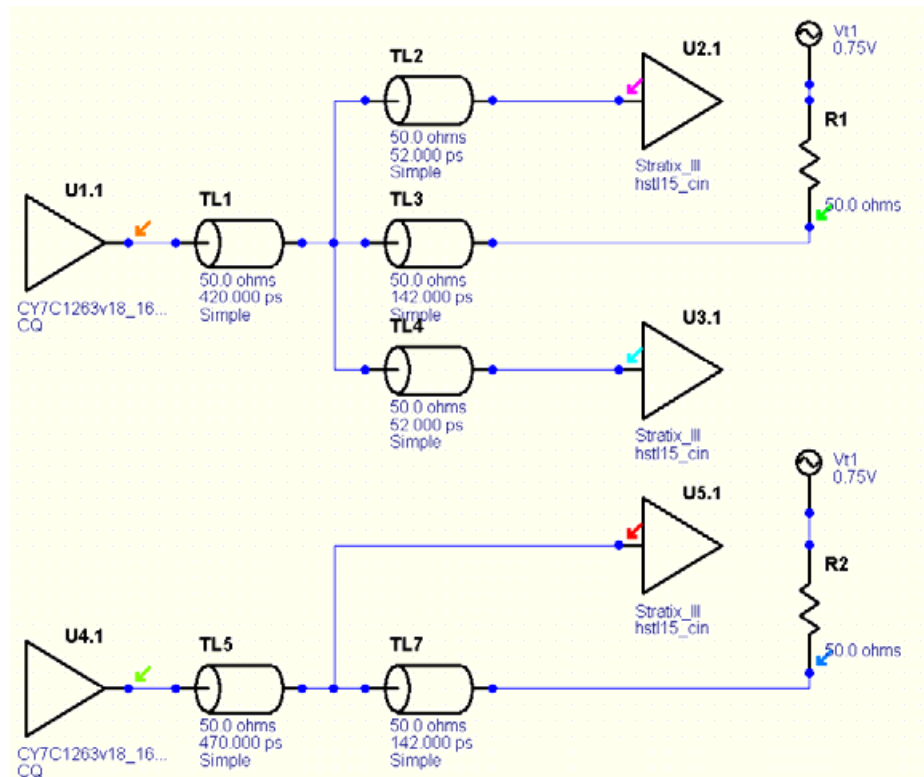 TL2
50.0 ohms
52.000 ps
Simple
U2.1
Stratix_III
hstl15_cin
Vt1
0.75V
R1
50.0 ohms
U1.1
CY7C1263v18_16...
CQ
TL1
50.0 ohms
420.000 ps
Simple
TL3
50.0 ohms
142.000 ps
Simple
TL4
50.0 ohms
52.000 ps
Simple
U3.1
Stratix_III
hstl15_cin
Vt1
0.75V
U5.1
Stratix_III
hstl15_cin
R2
50.0 ohms
U4.1
CY7C1263v18_16...
CQ
TL5
50.0 ohms
470.000 ps
Simple
TL7
50.0 ohms
142.000 ps
Simple